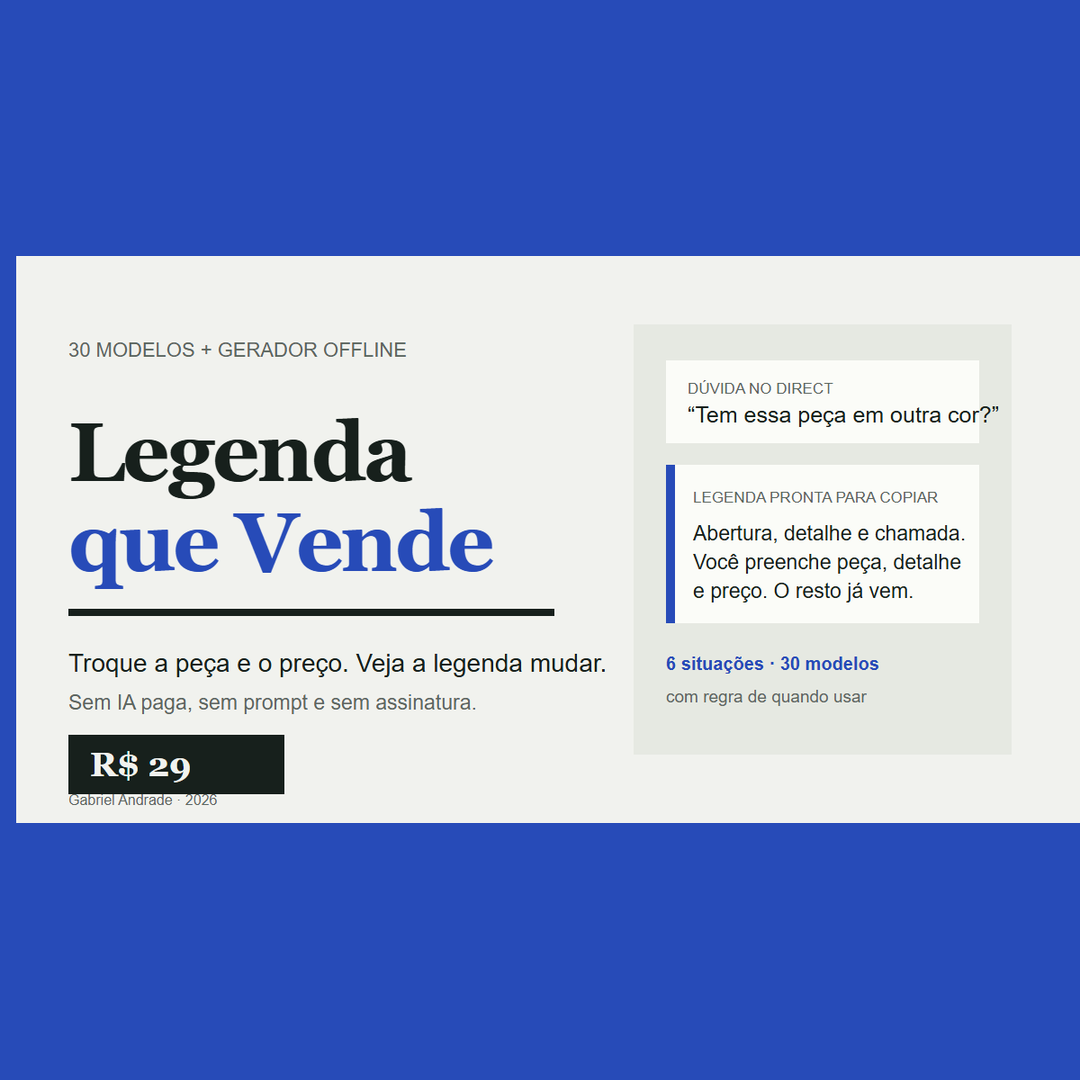 30 MODELOS + GERADOR OFFLINE
Legenda
que Vende
Troque a peça e o preço. Veja a legenda mudar.
Sem IA paga, sem prompt e sem assinatura.
R$ 29
Gabriel Andrade · 2026
DÚVIDA NO DIRECT
“Tem essa peça em outra cor?”
LEGENDA PRONTA PARA COPIAR
Abertura, detalhe e chamada.
Você preenche peça, detalhe
e preço. O resto já vem.
6 situações · 30 modelos
com regra de quando usar